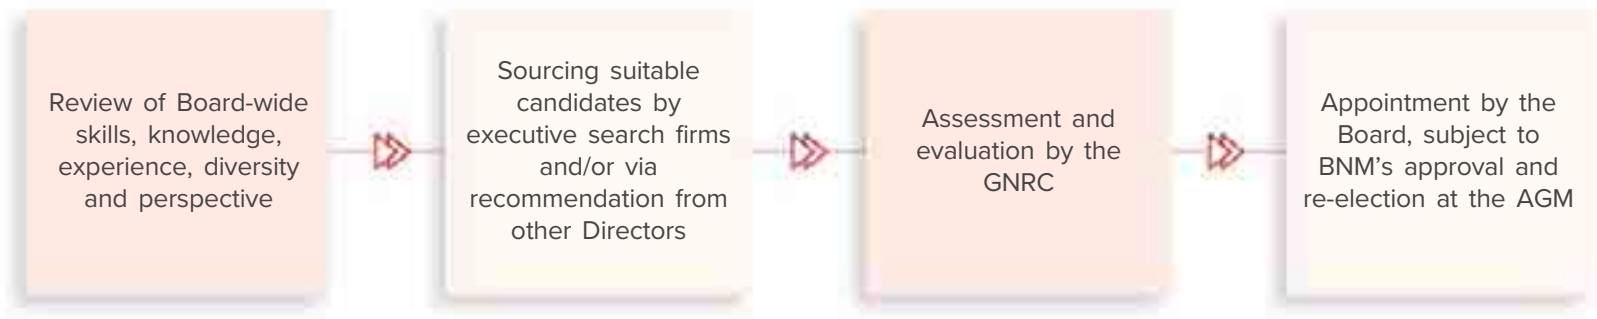 Review of Board-wide
skills, knowledge,
experience, diversity
and perspective
Sourcing suitable
candidates by
executive search firms
and/or via
recommendation from
other Directors
Assessment and
evaluation by the
GNRC
Appointment by the
Board, subject to
BNM’s approval and
re-election at the AGM